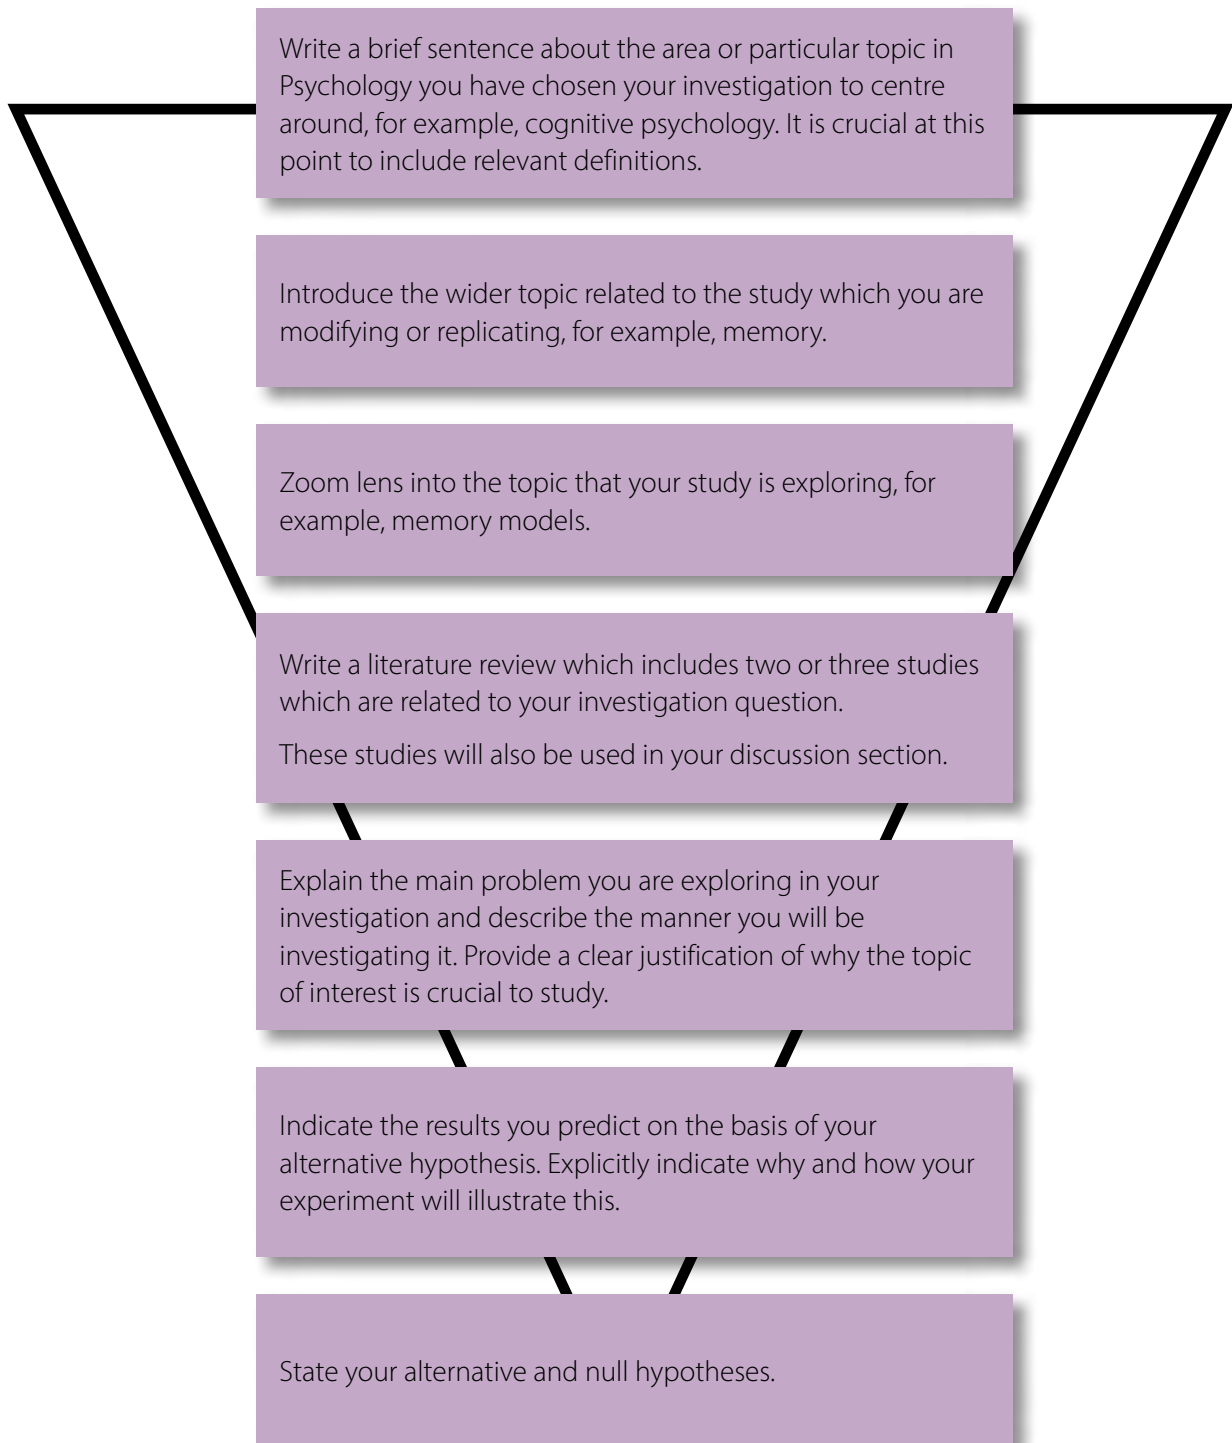 Write a brief sentence about the area or particular topic in
Psychology you have chosen your investigation to centre
around, for example, cognitive psychology. It is crucial at this
point to include relevant definitions.
Introduce the wider topic related to the study which you are
modifying or replicating, for example, memory.
Zoom lens into the topic that your study is exploring, for
example, memory models.
Write a literature review which includes two or three studies
which are related to your investigation question.
These studies will also be used in your discussion section.
Explain the main problem you are exploring in your
investigation and describe the manner you will be
investigating it. Provide a clear justification of why the topic
of interest is crucial to study.
Indicate the results you predict on the basis of your
alternative hypothesis. Explicitly indicate why and how your
experiment will illustrate this.
State your alternative and null hypotheses.